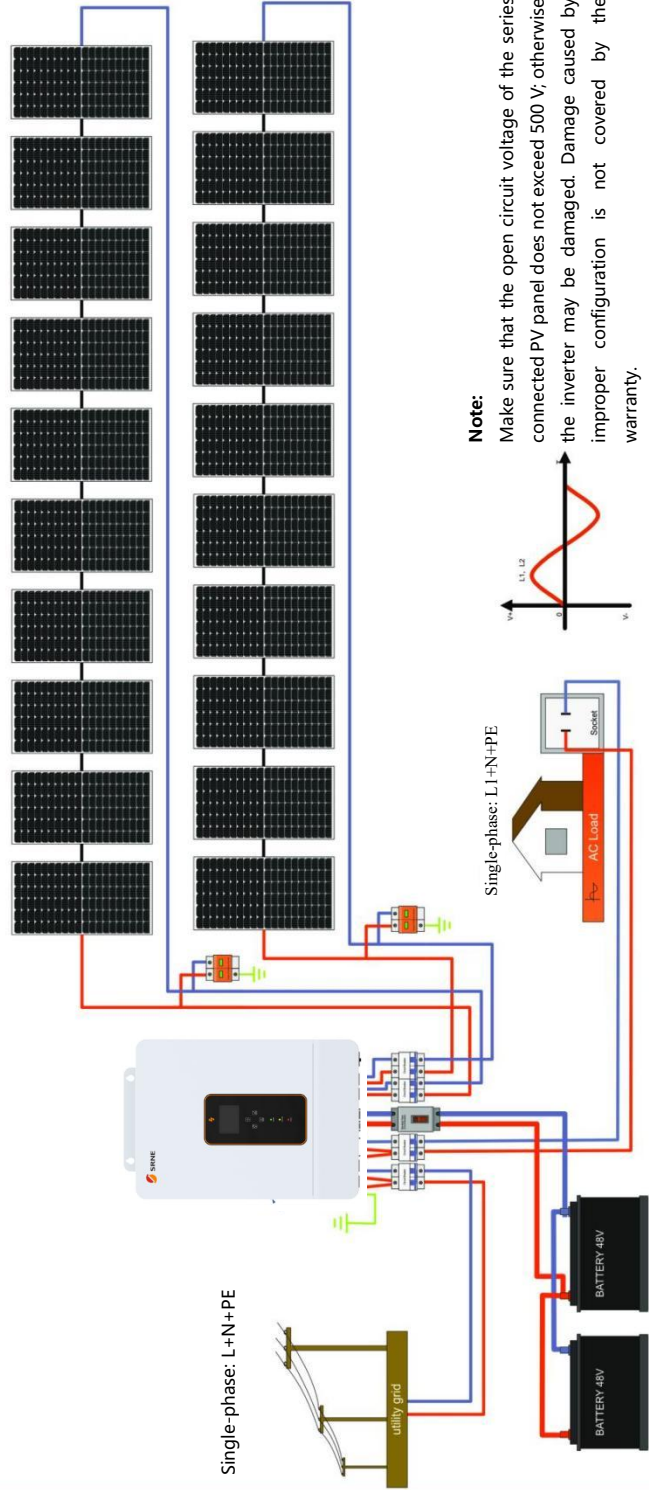 SRNE
Single-phase: L+N+PE
utility grid
BATTERY 48V
BATTERY 48V
Single-phase: L1+N+PE
AC Load
Socket
V+
L1, L2
0
V-
Note:
Make sure that the open circuit voltage of the series
connected PV panel does not exceed 500 V; otherwise
the inverter may be damaged. Damage caused by
improper configuration is not covered by the
warranty.